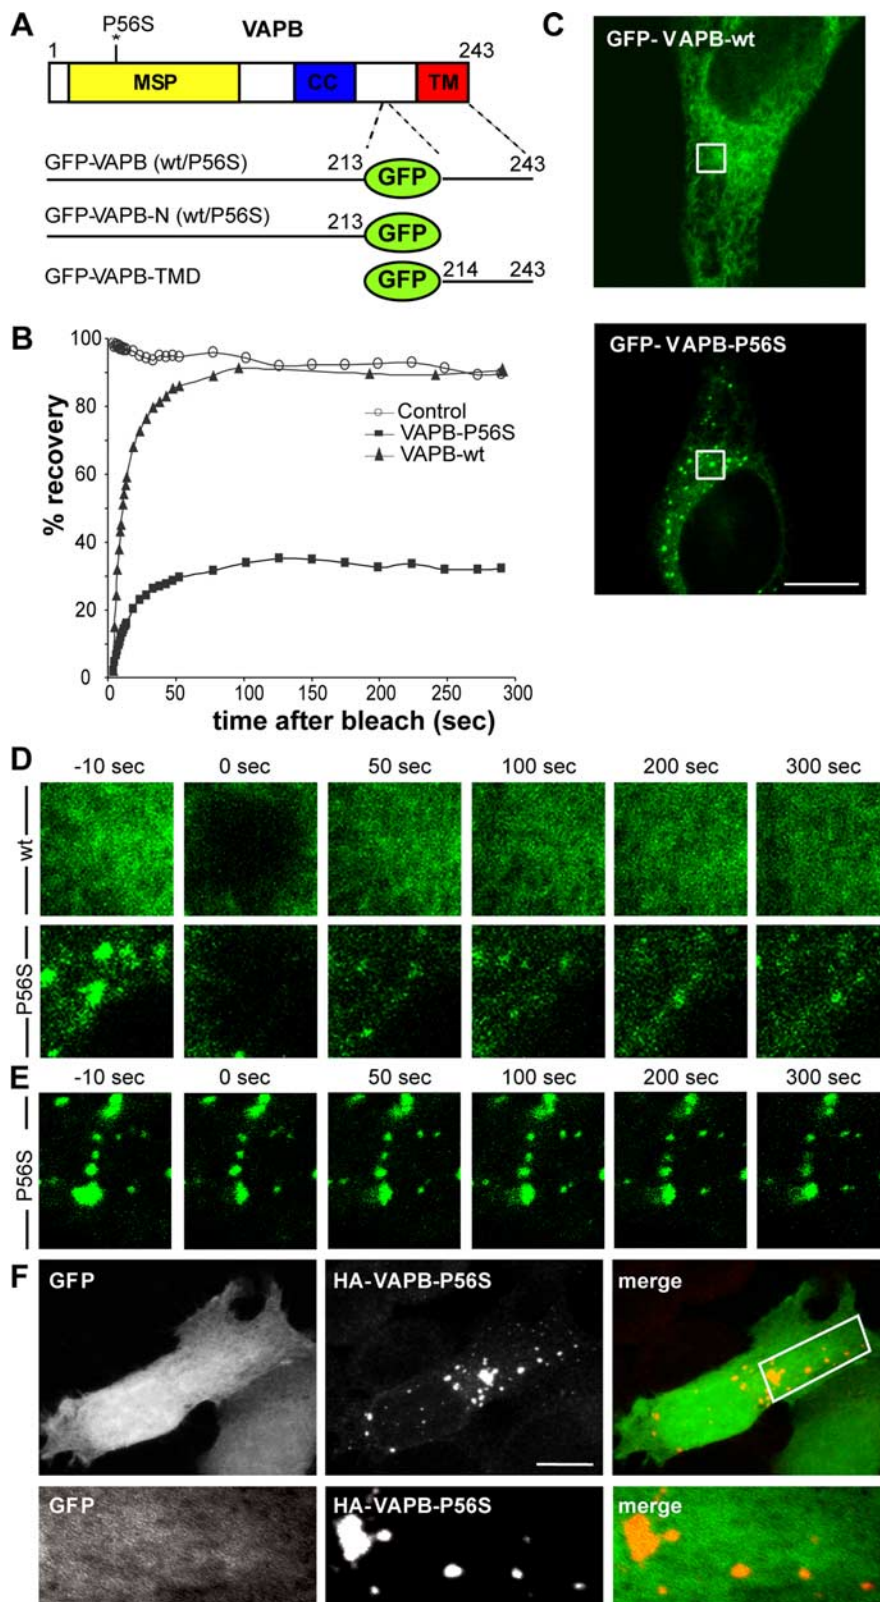 A
P56S
*
VAPB
1
243
MSP
CC
TM
GFP-VAPB (wt/P56S)
213
GFP
243
GFP-VAPB-N (wt/P56S)
213
GFP
GFP-VAPB-TMD
GFP
214
243
B
100
80
60
40
20
0
% recovery
Control
VAPB-P56S
VAPB-wt
0 50 100 150 200 250 300
time after bleach (sec)
C
GFP- VAPB-wt
GFP- VAPB-P56S
D
-10 sec 0 sec 50 sec 100 sec 200 sec 300 sec
wt
P56S
E
-10 sec 0 sec 50 sec 100 sec 200 sec 300 sec
P56S
F
GFP HA-VAPB-P56S merge
GFP HA-VAPB-P56S merge